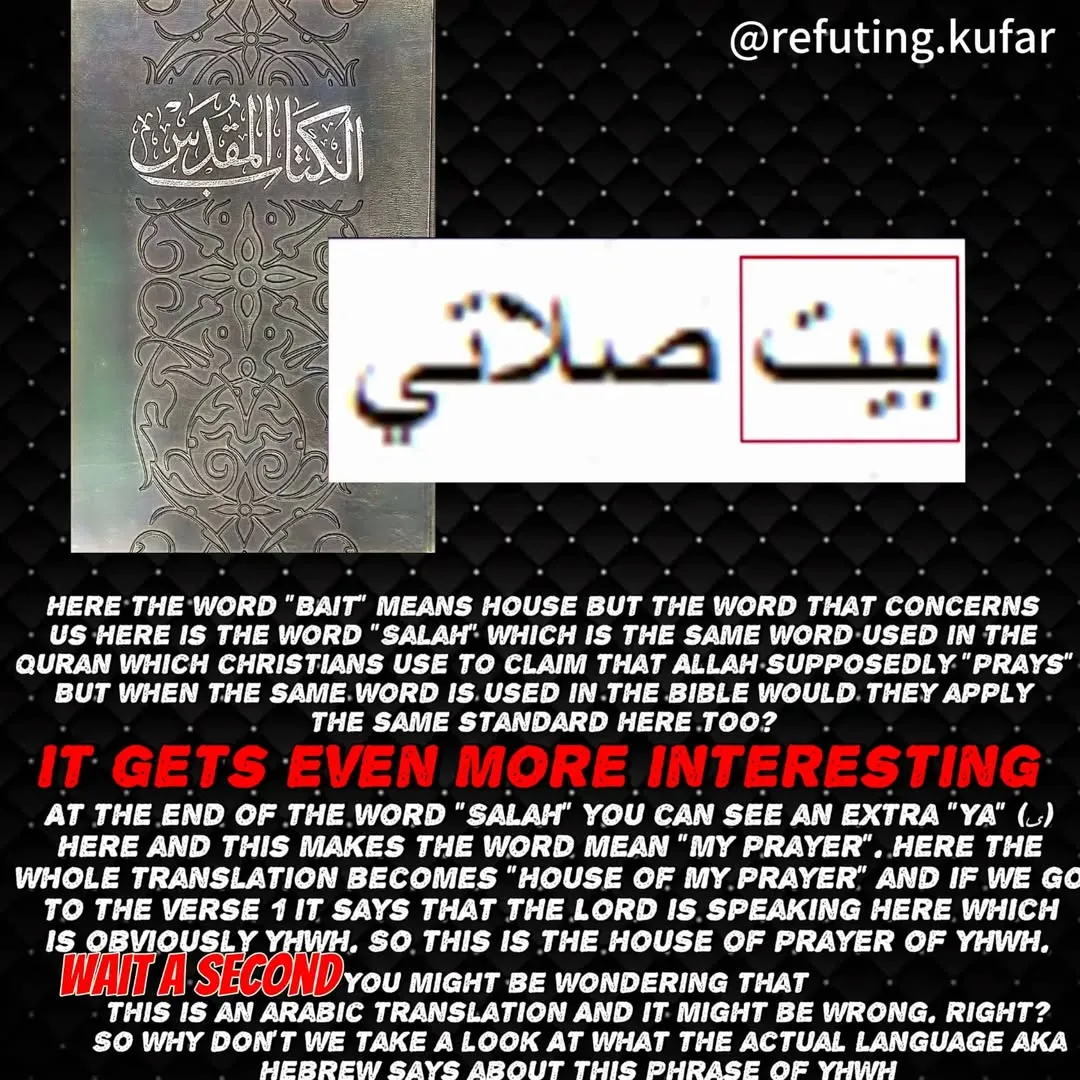 @refuting.kufar
الكِتَابُ المُقَدَّس
بيت صلاتي
HERE THE WORD "BAIT" MEANS HOUSE BUT THE WORD THAT CONCERNS
US HERE IS THE WORD "SALAH" WHICH IS THE SAME WORD USED IN THE
QURAN WHICH CHRISTIANS USE TO CLAIM THAT ALLAH SUPPOSEDLY "PRAYS"
BUT WHEN THE SAME WORD IS USED IN THE BIBLE WOULD THEY APPLY
THE SAME STANDARD HERE TOO?
IT GETS EVEN MORE INTERESTING
AT THE END OF THE WORD "SALAH" YOU CAN SEE AN EXTRA "YA" (ى)
HERE AND THIS MAKES THE WORD MEAN "MY PRAYER". HERE THE
WHOLE TRANSLATION BECOMES "HOUSE OF MY PRAYER" AND IF WE GO
TO THE VERSE 1 IT SAYS THAT THE LORD IS SPEAKING HERE WHICH
IS OBVIOUSLY YHWH. SO THIS IS THE HOUSE OF PRAYER OF YHWH.
WAIT A SECOND YOU MIGHT BE WONDERING THAT
THIS IS AN ARABIC TRANSLATION AND IT MIGHT BE WRONG. RIGHT?
SO WHY DON'T WE TAKE A LOOK AT WHAT THE ACTUAL LANGUAGE AKA
HEBREW SAYS ABOUT THIS PHRASE OF YHWH